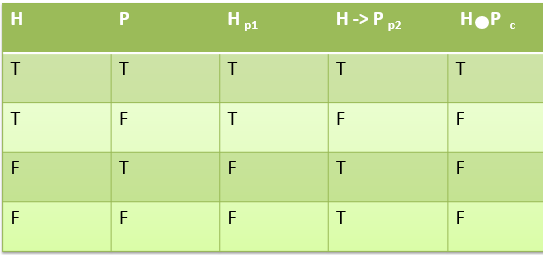 H P H p1 H -> P p2 H●P c
T T T T T
T F T F F
F T F T F
F F F T F